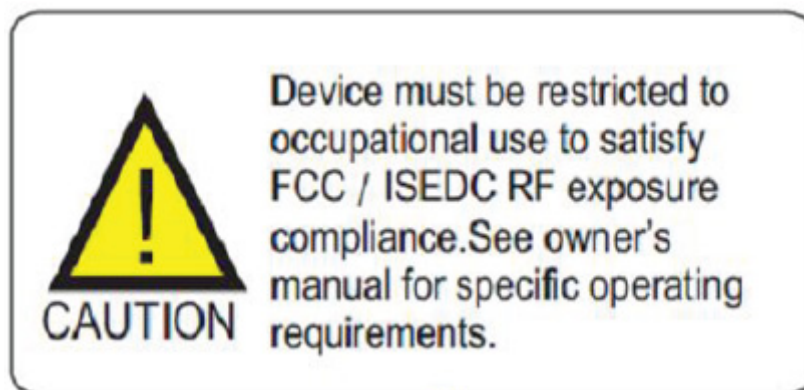 Device must be restricted to
occupational use to satisfy
FCC / ISEDC RF exposure
compliance.See owner's
manual for specific operating
requirements.
!
CAUTION